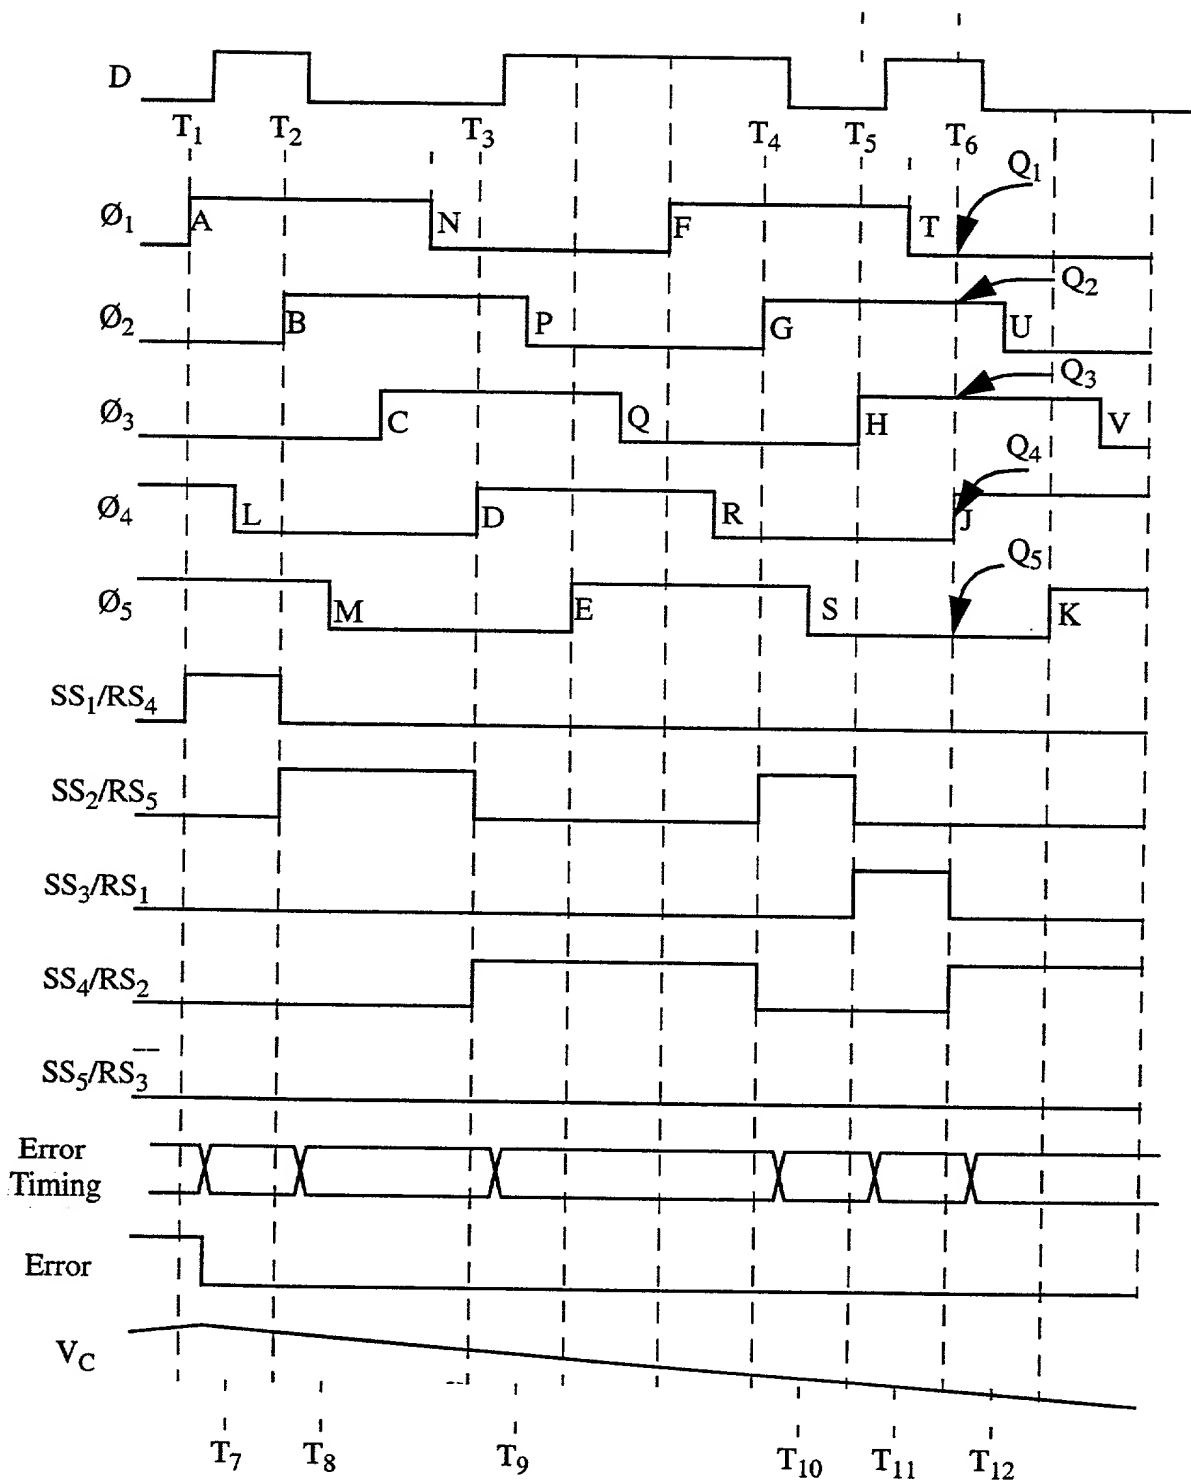 D
T1 T2 T3 T4 T5 T6
Q1
Ø1 A N F T
Q2
Ø2 B P G U
Q3
Ø3 C Q H V
Q4
Ø4 L D R J
Q5
Ø5 M E S K
SS1/RS4
SS2/RS5
SS3/RS1
SS4/RS2
SS5/RS3
Error
Timing
Error
VC
T7 T8 T9 T10 T11 T12